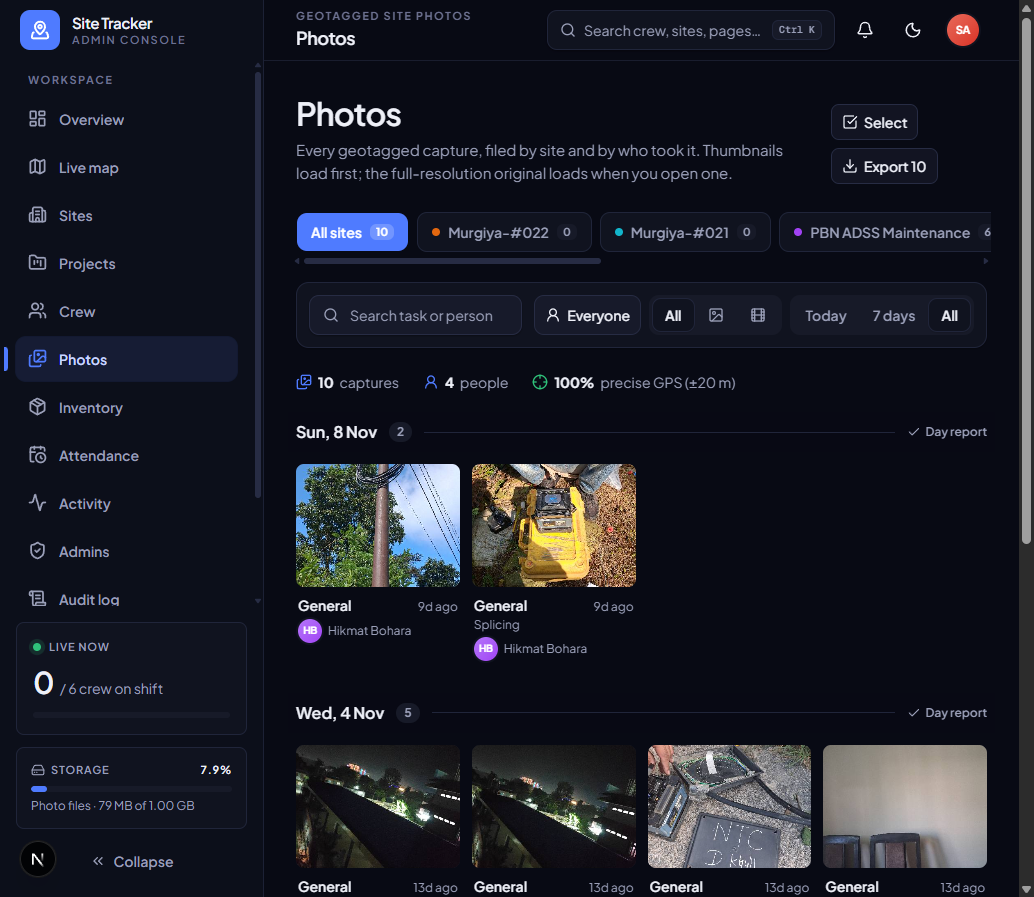 Site Tracker
ADMIN CONSOLE
WORKSPACE
Overview
Live map
Sites
Projects
Crew
Photos
Inventory
Attendance
Activity
Admins
Audit log
LIVE NOW
0 / 6 crew on shift
STORAGE 7.9%
Photo files · 79 MB of 1.00 GB
N
Collapse
GEOTAGGED SITE PHOTOS
Photos
Search crew, sites, pages... Ctrl K
SA
Photos
Every geotagged capture, filed by site and by who took it. Thumbnails
load first; the full-resolution original loads when you open one.
Select
Export 10
All sites 10
Murgiya-#022 0
Murgiya-#021 0
PBN ADSS Maintenance 6
Search task or person
Everyone
All
Today 7 days All
10 captures 4 people 100% precise GPS (±20 m)
Sun, 8 Nov 2 Day report
General 9d ago
HB Hikmat Bohara
General 9d ago
Splicing
HB Hikmat Bohara
Wed, 4 Nov 5 Day report
NTC
General 13d ago
General 13d ago
General 13d ago
General 13d ago